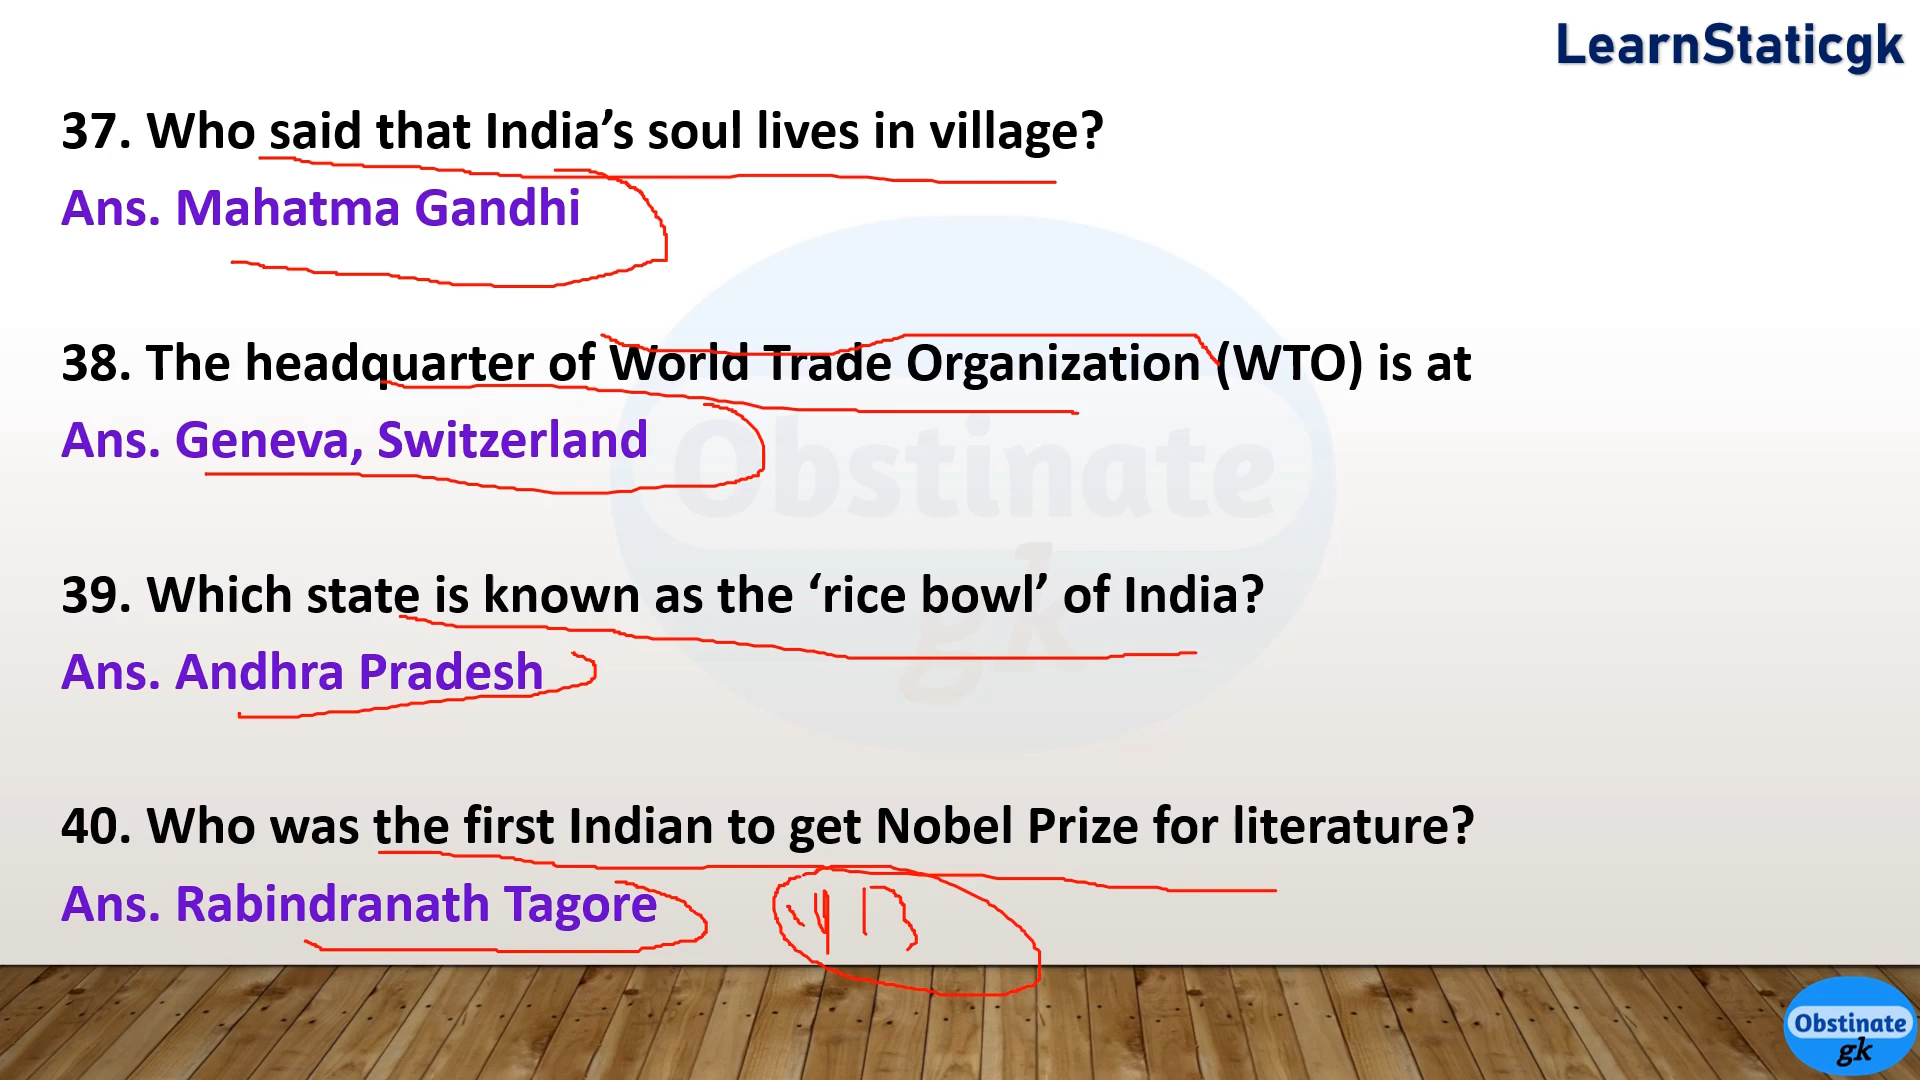 LearnStaticgk
37. Who said that India’s soul lives in village?
Ans. Mahatma Gandhi
38. The headquarter of World Trade Organization (WTO) is at
Ans. Geneva, Switzerland
Obstinate
39. Which state is known as the ‘rice bowl’ of India?
gk
Ans. Andhra Pradesh
40. Who was the first Indian to get Nobel Prize for literature?
Ans. Rabindranath Tagore
Obstinate
gk